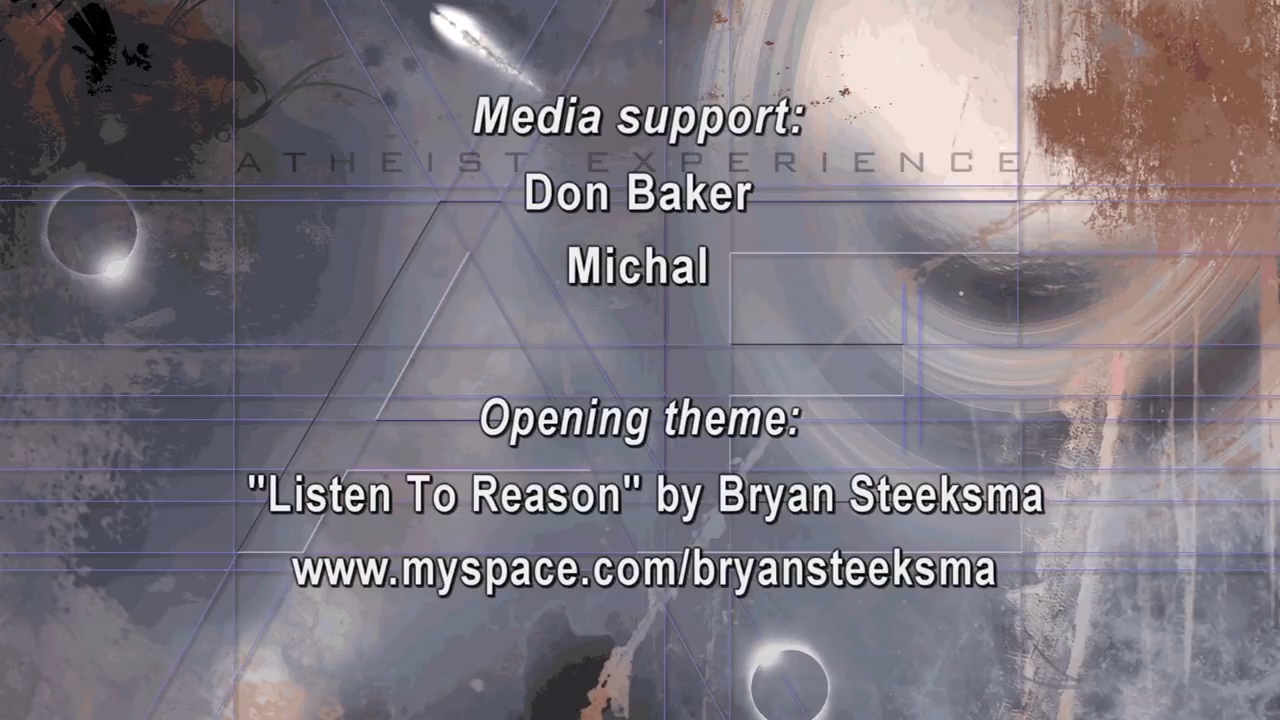 Media support:
ATHEIST EXPERIENCE
Don Baker
Michal
Opening theme:
"Listen To Reason" by Bryan Steeksma
www.myspace.com/bryansteeksma